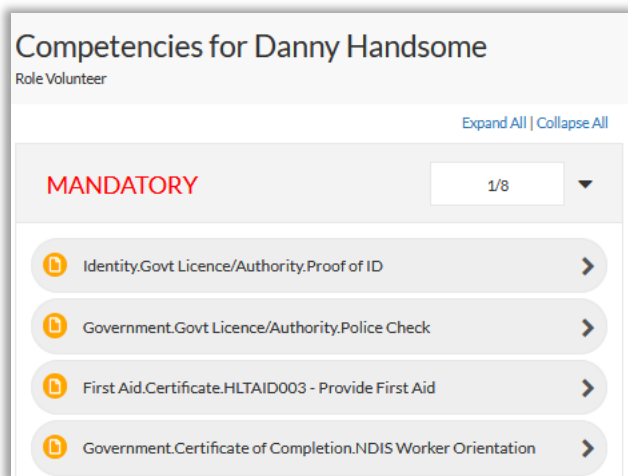 Competencies for Danny Handsome
Role Volunteer
Expand All | Collapse All
MANDATORY 1/8
Identity.Govt Licence/Authority.Proof of ID
Government.Govt Licence/Authority.Police Check
First Aid.Certificate.HLTAID003 - Provide First Aid
Government.Certificate of Completion.NDIS Worker Orientation